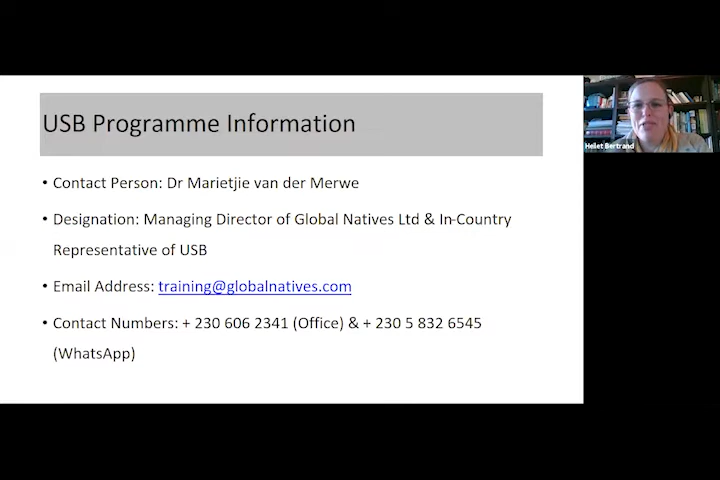 USB Programme Information
• Contact Person: Dr Marietjie van der Merwe
• Designation: Managing Director of Global Natives Ltd & In-Country
Representative of USB
• Email Address: training@globalnatives.com
• Contact Numbers: + 230 606 2341 (Office) & + 230 5 832 6545
(WhatsApp)
Helet Bertrand